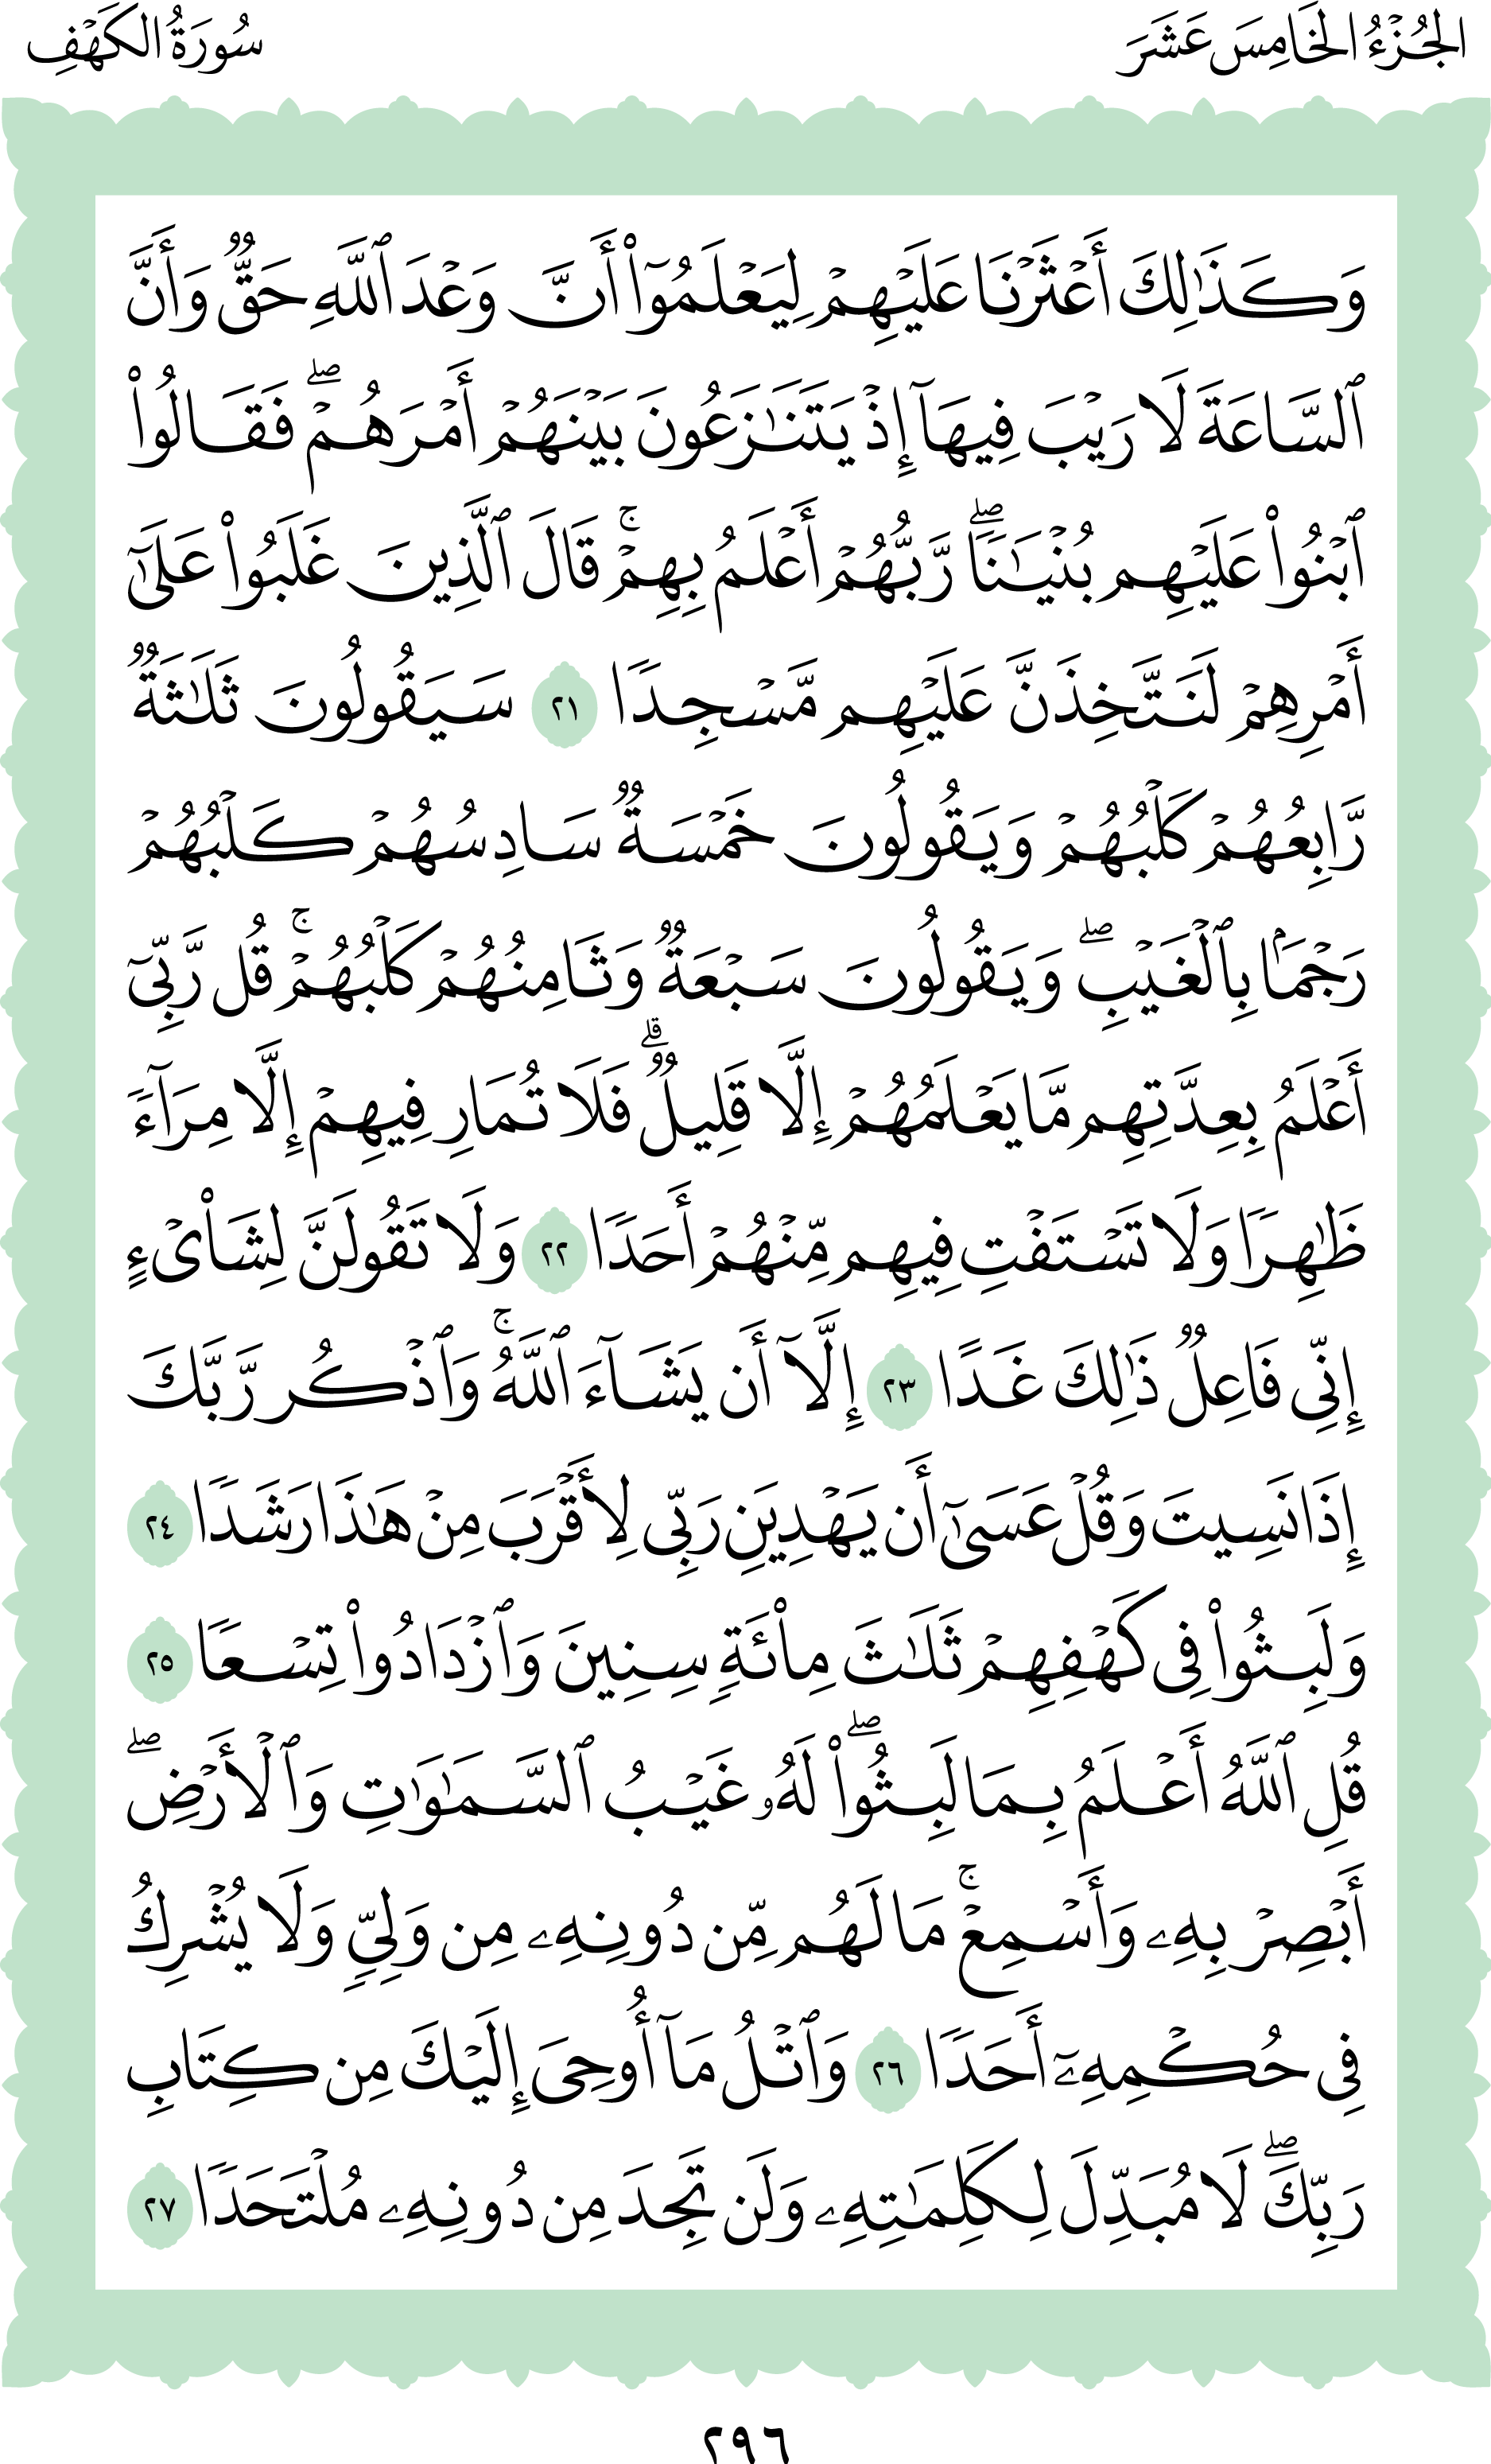 الجُزْءُ الخَامِسَ عَشَرَ
سُورَةُ الكَهْفِ
وَكَذَٰلِكَ أَعْثَرْنَا عَلَيْهِمْ لِيَعْلَمُوٓا۟ أَنَّ وَعْدَ ٱللَّهِ حَقٌّ وَأَنَّ
ٱلسَّاعَةَ لَا رَيْبَ فِيهَآ إِذْ يَتَنَٰزَعُونَ بَيْنَهُمْ أَمْرَهُمْ ۖ فَقَالُوا۟
ٱبْنُوا۟ عَلَيْهِم بُنْيَٰنًا ۖ رَّبُّهُمْ أَعْلَمُ بِهِمْ ۚ قَالَ ٱلَّذِينَ غَلَبُوا۟ عَلَىٰٓ
أَمْرِهِمْ لَنَتَّخِذَنَّ عَلَيْهِم مَّسْجِدًا ٢١ سَيَقُولُونَ ثَلَٰثَةٌ
رَّابِعُهُمْ كَلْبُهُمْ وَيَقُولُونَ خَمْسَةٌ سَادِسُهُمْ كَلْبُهُمْ
رَجْمًۢا بِٱلْغَيْبِ ۖ وَيَقُولُونَ سَبْعَةٌ وَثَامِنُهُمْ كَلْبُهُمْ ۚ قُل رَّبِّىٓ
أَعْلَمُ بِعِدَّتِهِم مَّا يَعْلَمُهُمْ إِلَّا قَلِيلٌ ۗ فَلَا تُمَارِ فِيهِمْ إِلَّا مِرَآءً
ظَٰهِرًا وَلَا تَسْتَفْتِ فِيهِم مِّنْهُمْ أَحَدًا ٢٢ وَلَا تَقُولَنَّ لِشَا۟ىْءٍ
إِنِّى فَاعِلٌ ذَٰلِكَ غَدًا ٢٣ إِلَّآ أَن يَشَآءَ ٱللَّهُ ۚ وَٱذْكُر رَّبَّكَ
إِذَا نَسِيتَ وَقُلْ عَسَىٰٓ أَن يَهْدِيَنِ رَبِّى لِأَقْرَبَ مِنْ هَٰذَا رَشَدًا ٢٤
وَلَبِثُوا۟ فِى كَهْفِهِمْ ثَلَٰثَ مِا۟ئَةٍ سِنِينَ وَٱزْدَادُوا۟ تِسْعًا ٢٥
قُلِ ٱللَّهُ أَعْلَمُ بِمَا لَبِثُوا۟ ۖ لَهُۥ غَيْبُ ٱلسَّمَٰوَٰتِ وَٱلْأَرْضِ ۖ
أَبْصِرْ بِهِۦ وَأَسْمِعْ ۚ مَا لَهُم مِّن دُونِهِۦ مِن وَلِىٍّ وَلَا يُشْرِكُ
فِى حُكْمِهِۦٓ أَحَدًا ٢٦ وَٱتْلُ مَآ أُوحِىَ إِلَيْكَ مِن كِتَابِ
رَبِّكَ ۖ لَا مُبَدِّلَ لِكَلِمَٰتِهِۦ وَلَن تَجِدَ مِن دُونِهِۦ مُلْتَحَدًا ٢٧
٢٩٦